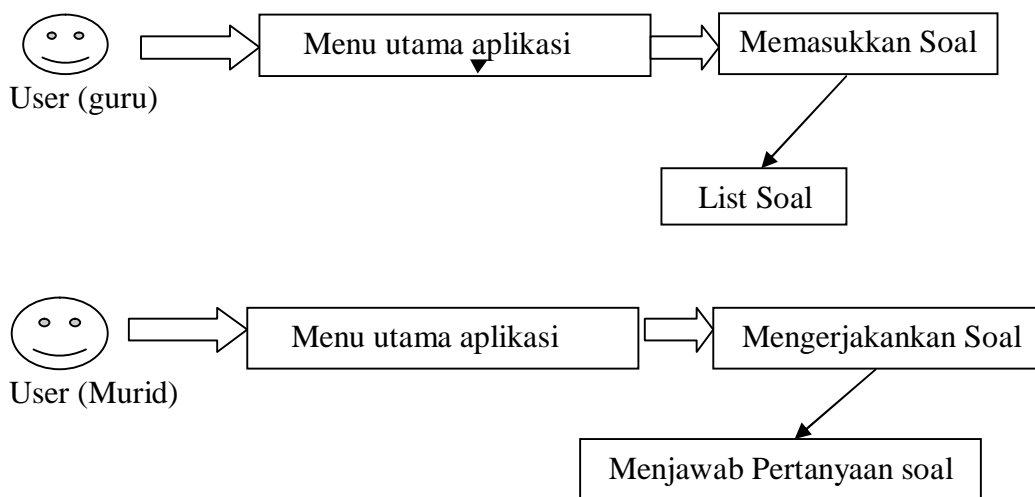 Menu utama aplikasi
Memasukkan Soal
User (guru)
List Soal
Menu utama aplikasi
Mengerjakankan Soal
User (Murid)
Menjawab Pertanyaan soal